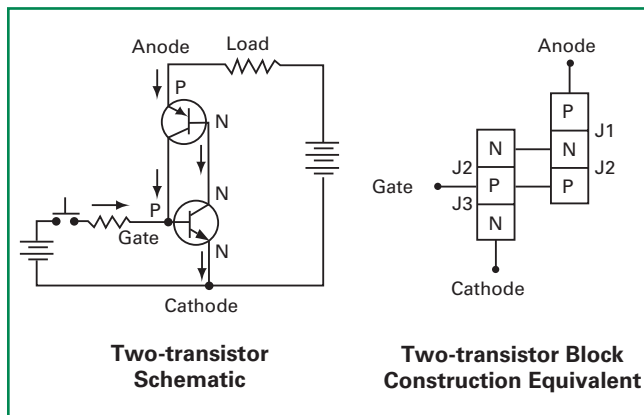 Anode
Load
P
N
N
P
Gate
N
Cathode
Two-transistor
Schematic
Anode
P
J1
N
N
J2
J2
Gate
P
P
J3
N
Cathode
Two-transistor Block
Construction Equivalent